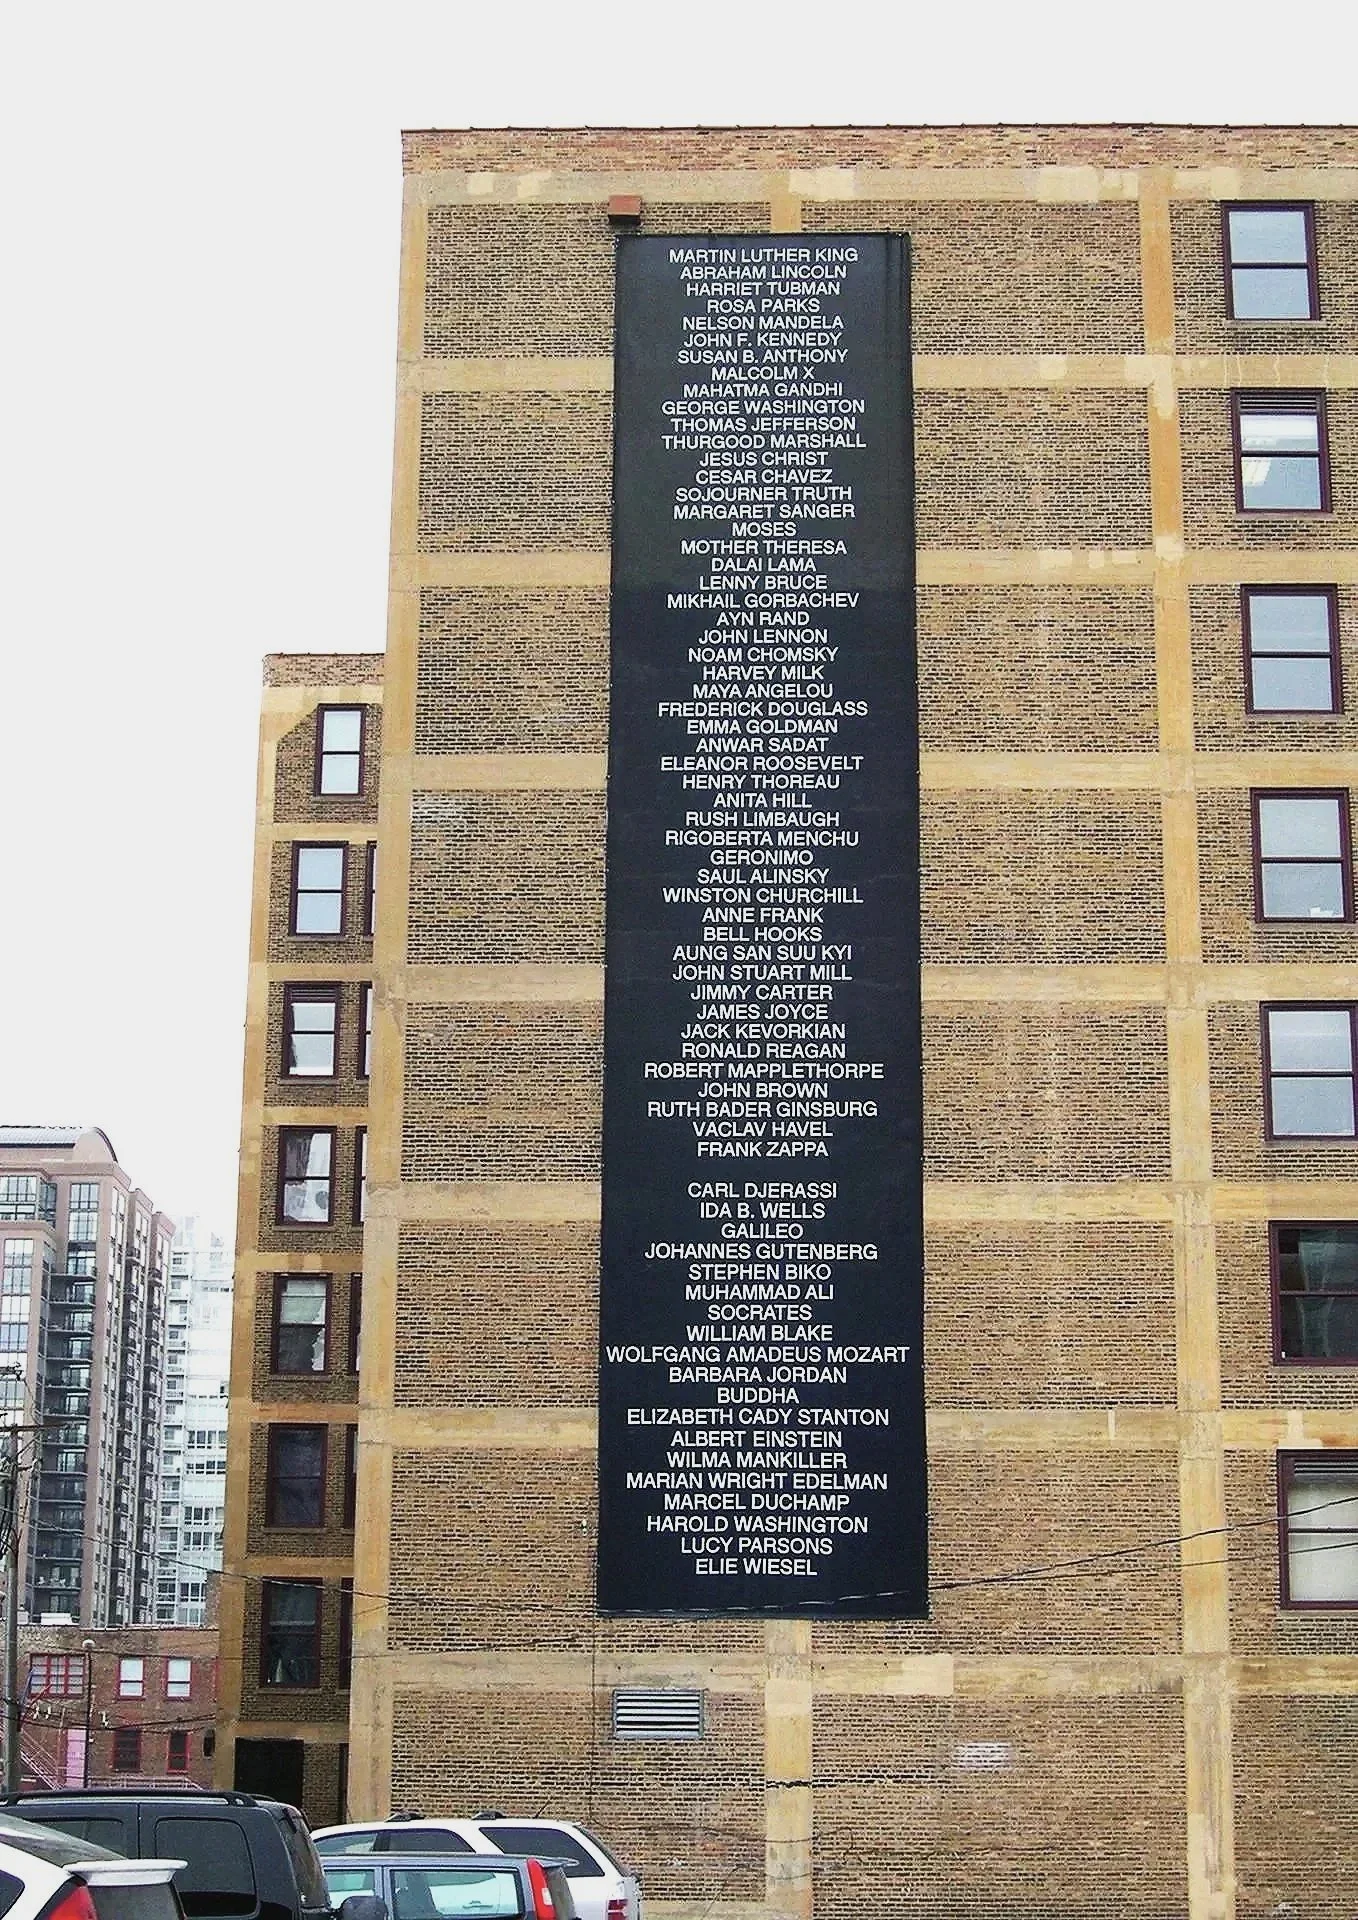 MARTIN LUTHER KING
ABRAHAM LINCOLN
HARRIET TUBMAN
ROSA PARKS
NELSON MANDELA
JOHN F. KENNEDY
SUSAN B. ANTHONY
MALCOLM X
MAHATMA GANDHI
GEORGE WASHINGTON
THOMAS JEFFERSON
THURGOOD MARSHALL
JESUS CHRIST
CESAR CHAVEZ
SOJOURNER TRUTH
MARGARET SANGER
MOSES
MOTHER THERESA
DALAI LAMA
LENNY BRUCE
MIKHAIL GORBACHEV
AYN RAND
JOHN LENNON
NOAM CHOMSKY
HARVEY MILK
MAYA ANGELOU
FREDERICK DOUGLASS
EMMA GOLDMAN
ANWAR SADAT
ELEANOR ROOSEVELT
HENRY THOREAU
ANITA HILL
RUSH LIMBAUGH
RIGOBERTA MENCHU
GERONIMO
SAUL ALINSKY
WINSTON CHURCHILL
ANNE FRANK
BELL HOOKS
AUNG SAN SUU KYI
JOHN STUART MILL
JIMMY CARTER
JAMES JOYCE
JACK KEVORKIAN
RONALD REAGAN
ROBERT MAPPLETHORPE
JOHN BROWN
RUTH BADER GINSBURG
VACLAV HAVEL
FRANK ZAPPA
CARL DJERASSI
IDA B. WELLS
GALILEO
JOHANNES GUTENBERG
STEPHEN BIKO
MUHAMMAD ALI
SOCRATES
WILLIAM BLAKE
WOLFGANG AMADEUS MOZART
BARBARA JORDAN
BUDDHA
ELIZABETH CADY STANTON
ALBERT EINSTEIN
WILMA MANKILLER
MARIAN WRIGHT EDELMAN
MARCEL DUCHAMP
HAROLD WASHINGTON
LUCY PARSONS
ELIE WIESEL